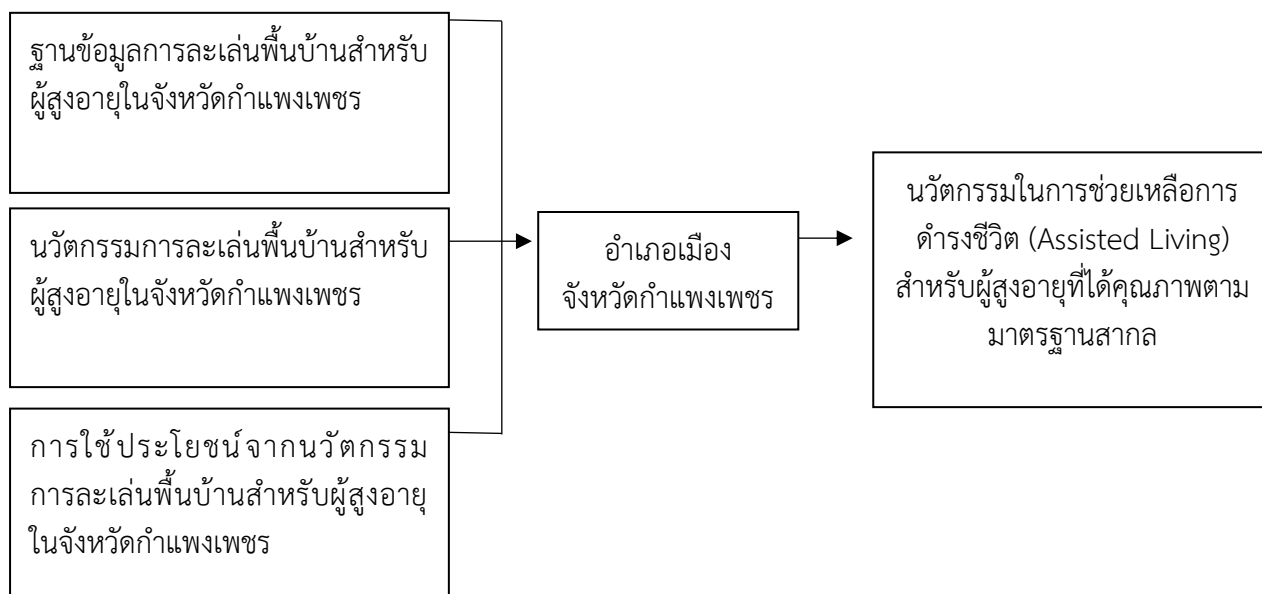 ฐานข้อมูลการละเล่นพื้นบ้านสำหรับ
ผู้สูงอายุในจังหวัดกำแพงเพชร
นวัตกรรมการละเล่นพื้นบ้านสำหรับ
ผู้สูงอายุในจังหวัดกำแพงเพชร
การใช้ประโยชน์จากนวัตกรรม
การละเล่นพื้นบ้านสำหรับผู้สูงอายุ
ในจังหวัดกำแพงเพชร
อำเภอเมือง
จังหวัดกำแพงเพชร
นวัตกรรมในการช่วยเหลือการ
ดำรงชีวิต (Assisted Living)
สำหรับผู้สูงอายุที่ได้คุณภาพตาม
มาตรฐานสากล